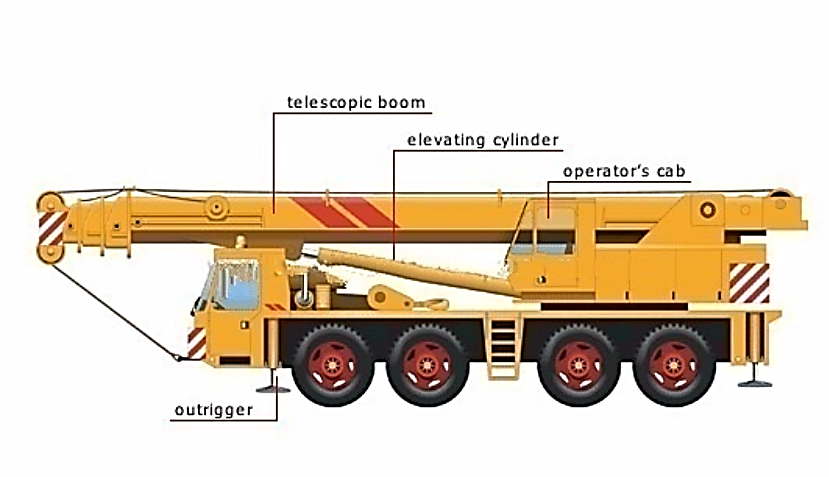 telescopic boom
elevating cylinder
operator's cab
outrigger